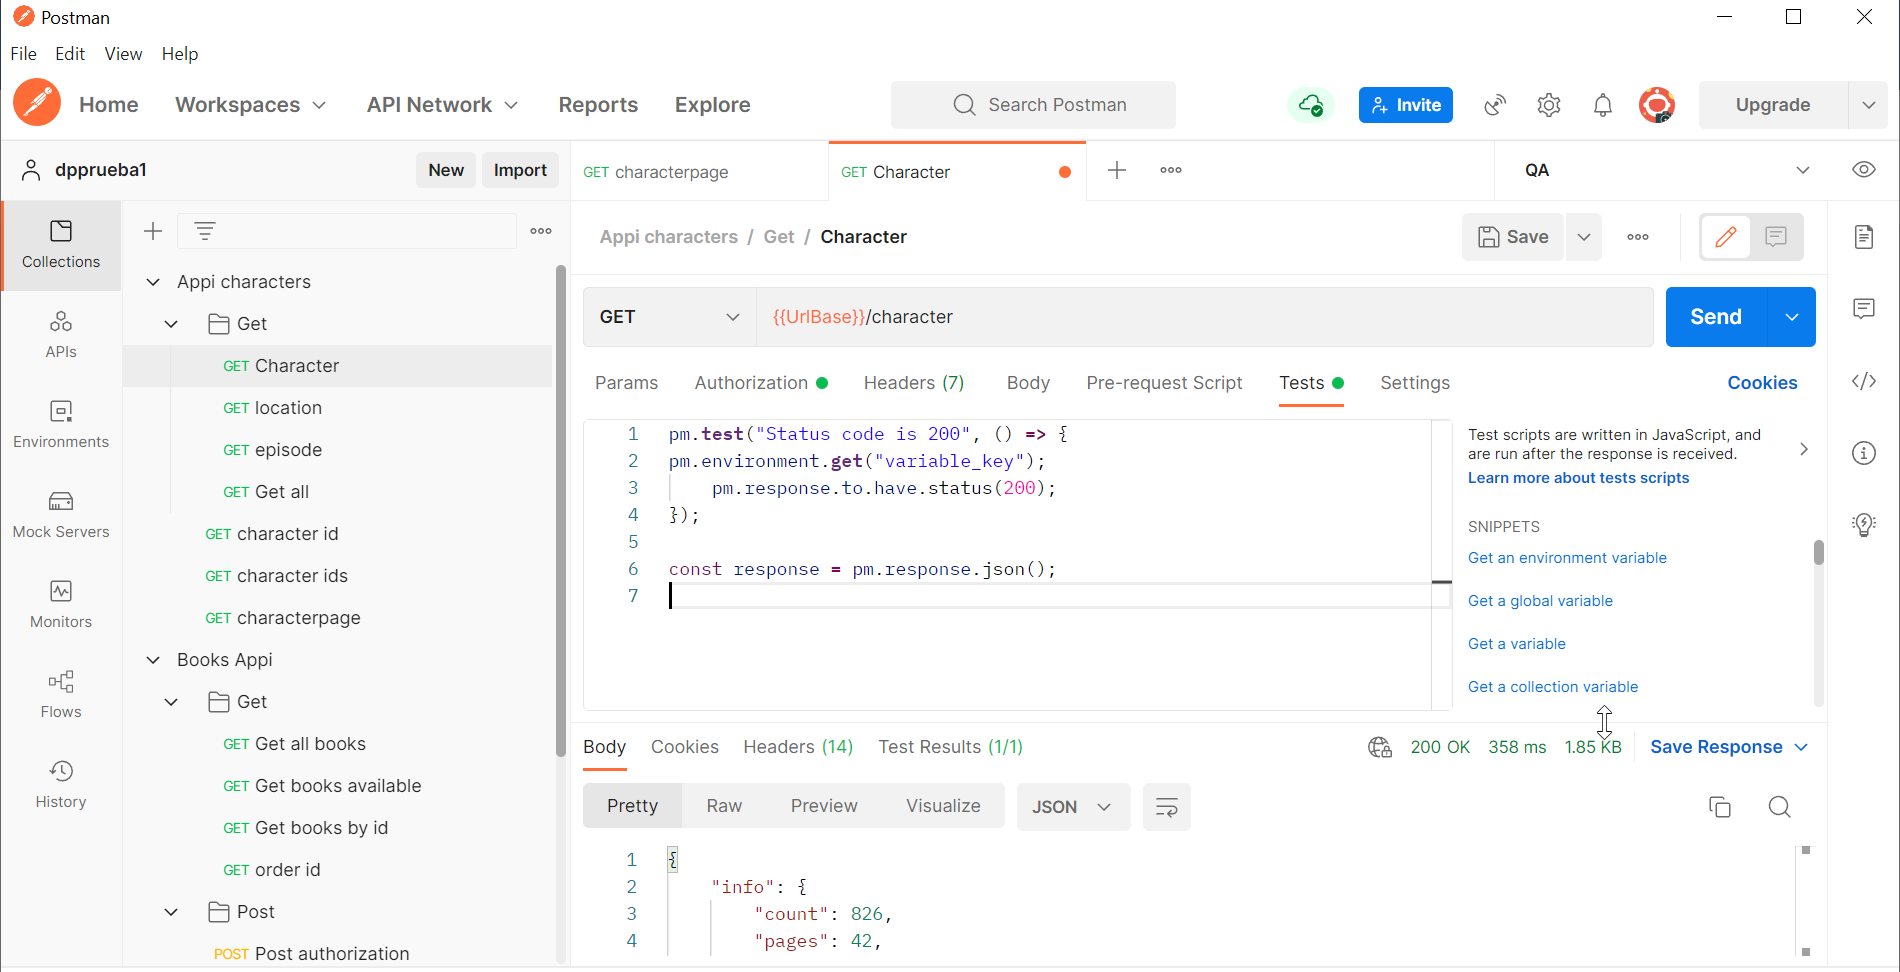 Postman
File Edit View Help
Home Workspaces API Network Reports Explore Search Postman Invite Upgrade
dpprueba1 New Import GET characterpage GET Character QA
Collections
APIs
Environments
Mock Servers
Monitors
Flows
History
Appi characters
Get
GET Character
GET location
GET episode
GET Get all
GET character id
GET character ids
GET characterpage
Books Appi
Get
GET Get all books
GET Get books available
GET Get books by id
GET order id
Post
POST Post authorization
Appi characters / Get / Character Save
GET {{UrlBase}}/character Send
Params Authorization Headers (7) Body Pre-request Script Tests Settings Cookies
1 pm.test("Status code is 200", () => {
2 pm.environment.get("variable_key");
3 pm.response.to.have.status(200);
4 });
5
6 const response = pm.response.json();
7
Test scripts are written in JavaScript, and
are run after the response is received.
Learn more about tests scripts
SNIPPETS
Get an environment variable
Get a global variable
Get a variable
Get a collection variable
Body Cookies Headers (14) Test Results (1/1) 200 OK 358 ms 1.85 KB Save Response
Pretty Raw Preview Visualize JSON
1 {
2 "info": {
3 "count": 826,
4 "pages": 42,